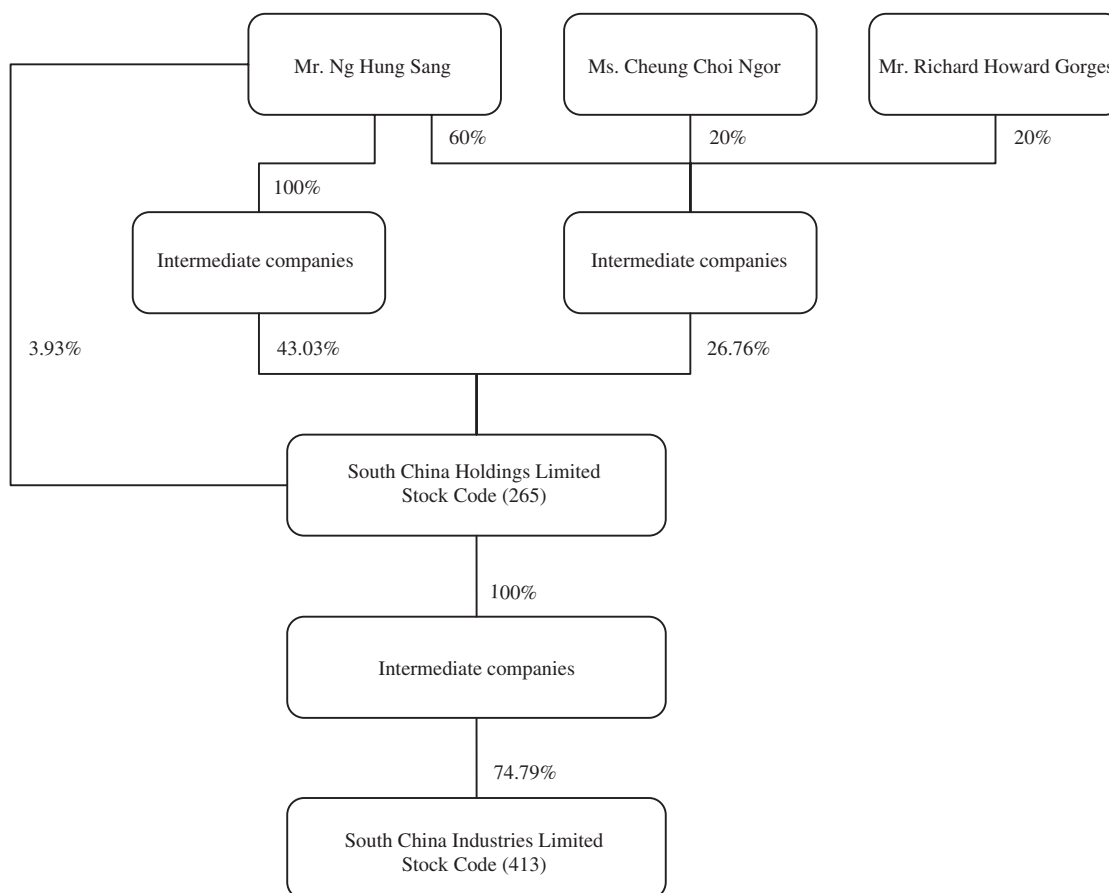 Mr. Ng Hung Sang
Ms. Cheung Choi Ngor
Mr. Richard Howard Gorges
60%
20%
20%
100%
Intermediate companies
Intermediate companies
3.93%
43.03%
26.76%
South China Holdings Limited
Stock Code (265)
100%
Intermediate companies
74.79%
South China Industries Limited
Stock Code (413)